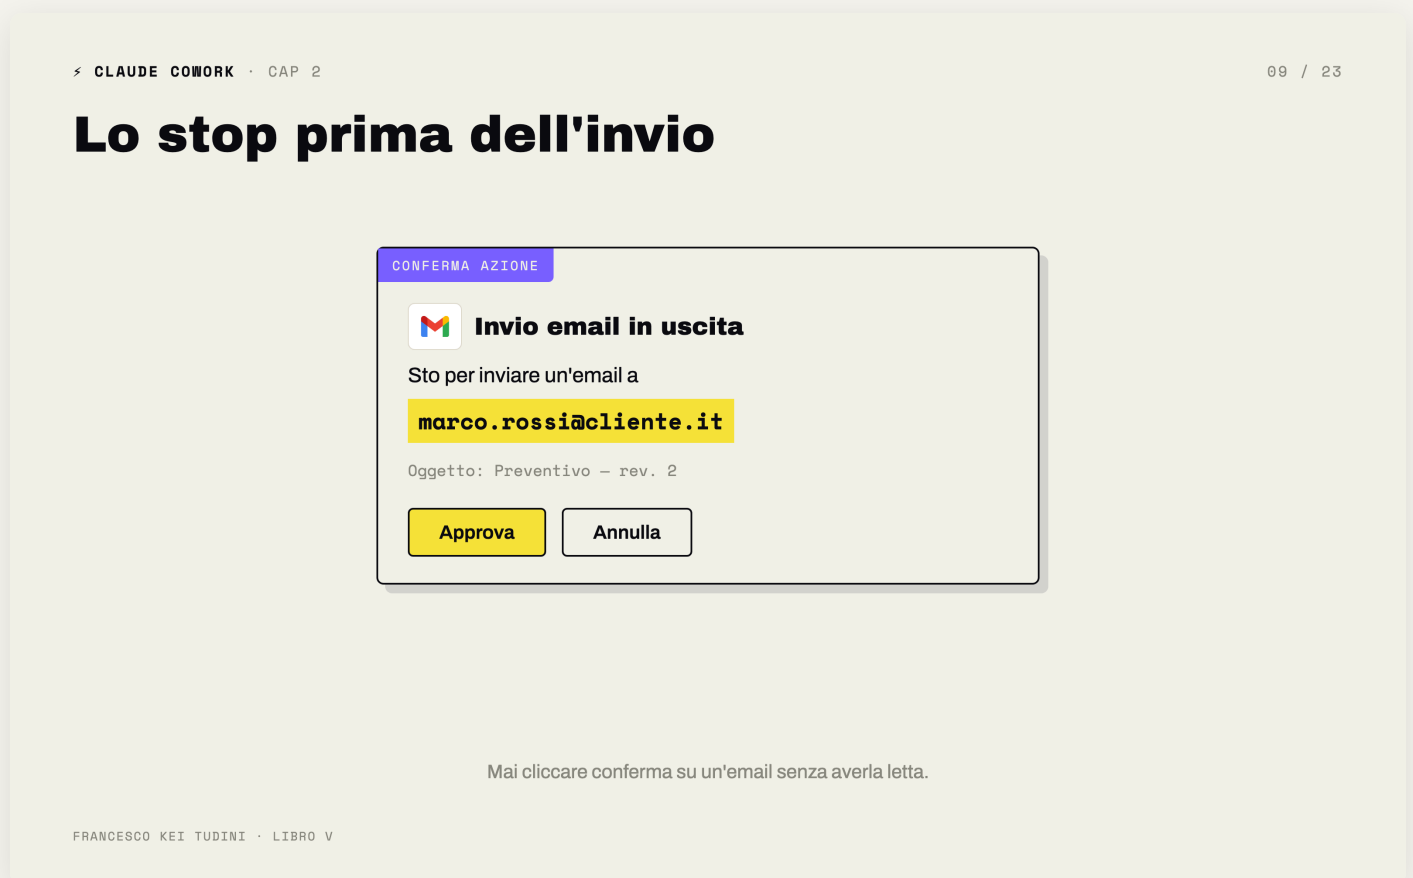 ⚡ CLAUDE COWORK · CAP 2
09 / 23
Lo stop prima dell'invio
CONFERMA AZIONE
Invio email in uscita
Sto per inviare un'email a
marco.rossi@cliente.it
Oggetto: Preventivo — rev. 2
Approva
Annulla
Mai cliccare conferma su un'email senza averla letta.
FRANCESCO KEI TUDINI · LIBRO V